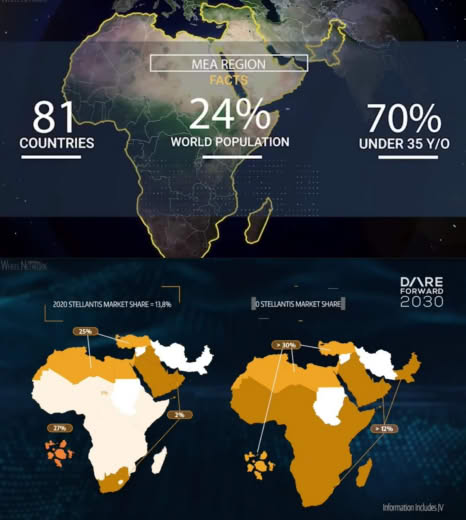 MEA REGION
FACTS
81
COUNTRIES
24%
WORLD POPULATION
70%
UNDER 35 Y/O
DARE
FORWARD
2030
2020 STELLANTIS MARKET SHARE = 13,8%
0 STELLANTIS MARKET SHARE
25%
2%
27%
> 30%
> 12%
Information Includes JV